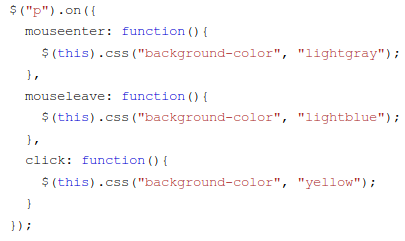 $("p").on({
  mouseenter: function(){
    $(this).css("background-color", "lightgray");
  },
  mouseleave: function(){
    $(this).css("background-color", "lightblue");
  },
  click: function(){
    $(this).css("background-color", "yellow");
  }
});